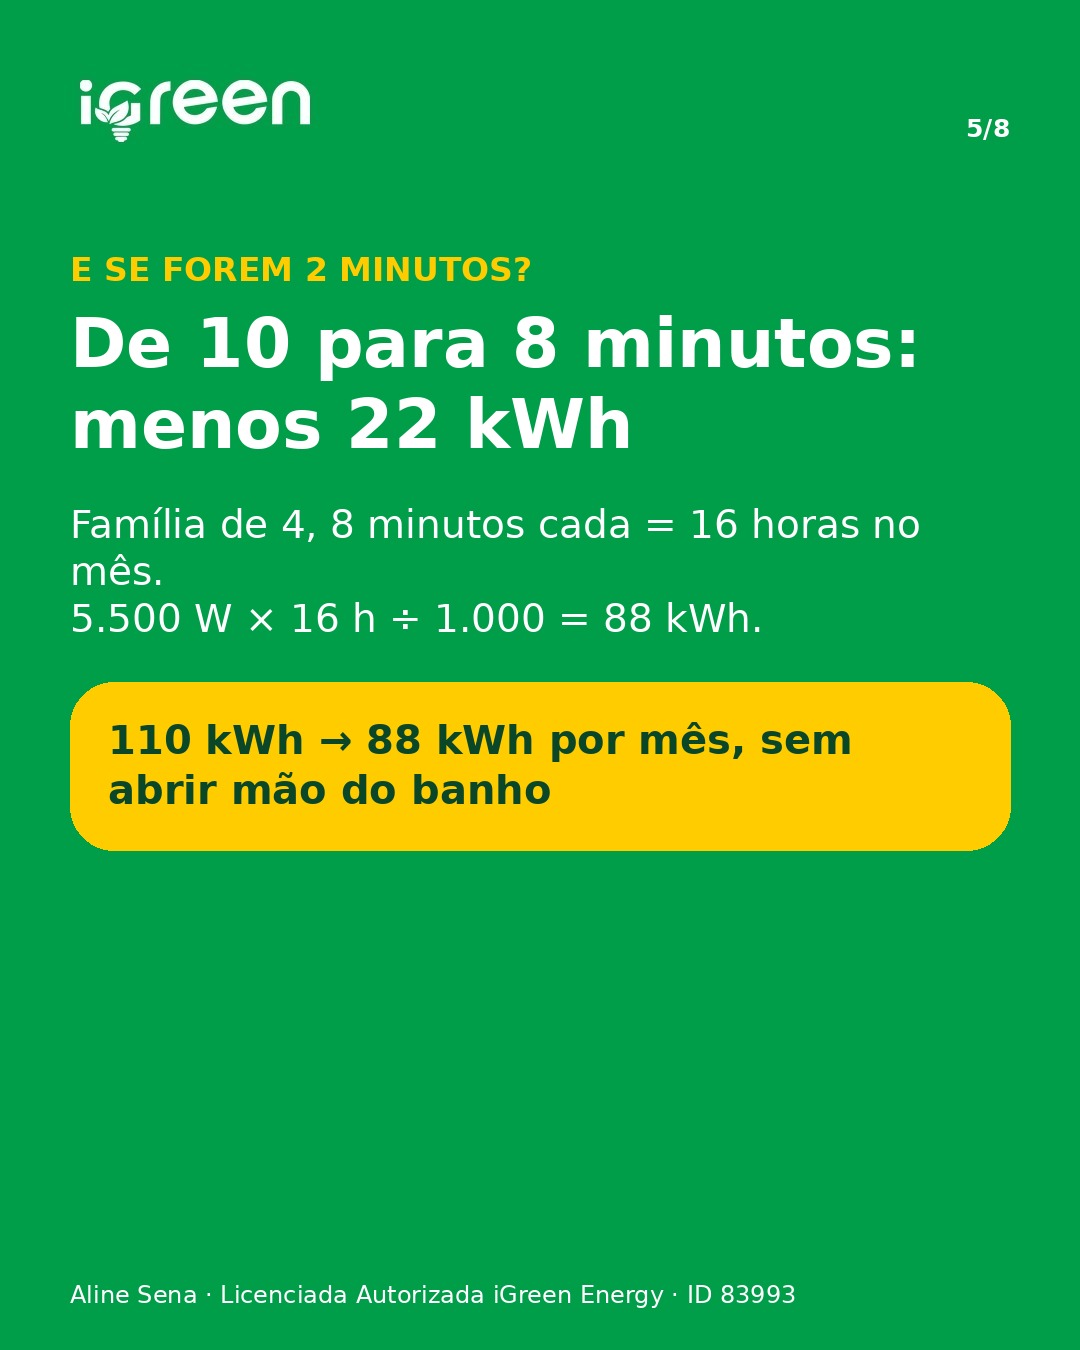 iGreen
5/8
E SE FOREM 2 MINUTOS?
De 10 para 8 minutos:
menos 22 kWh
Família de 4, 8 minutos cada = 16 horas no
mês.
5.500 W × 16 h ÷ 1.000 = 88 kWh.
110 kWh → 88 kWh por mês, sem
abrir mão do banho
Aline Sena · Licenciada Autorizada iGreen Energy · ID 83993